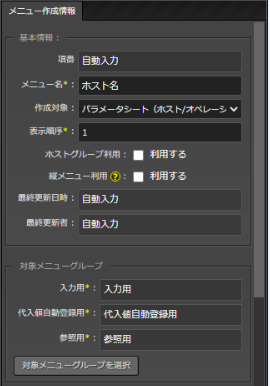 メニュー作成情報
基本情報：
項番 自動入力
メニュー名*： ホスト名
作成対象： パラメータシート（ホスト/オペレーシ
表示順序*： 1
ホストグループ利用： 利用する
縦メニュー利用 ?： 利用する
最終更新日時： 自動入力
最終更新者： 自動入力
対象メニューグループ
入力用*： 入力用
代入値自動登録用*： 代入値自動登録用
参照用*： 参照用
対象メニューグループを選択